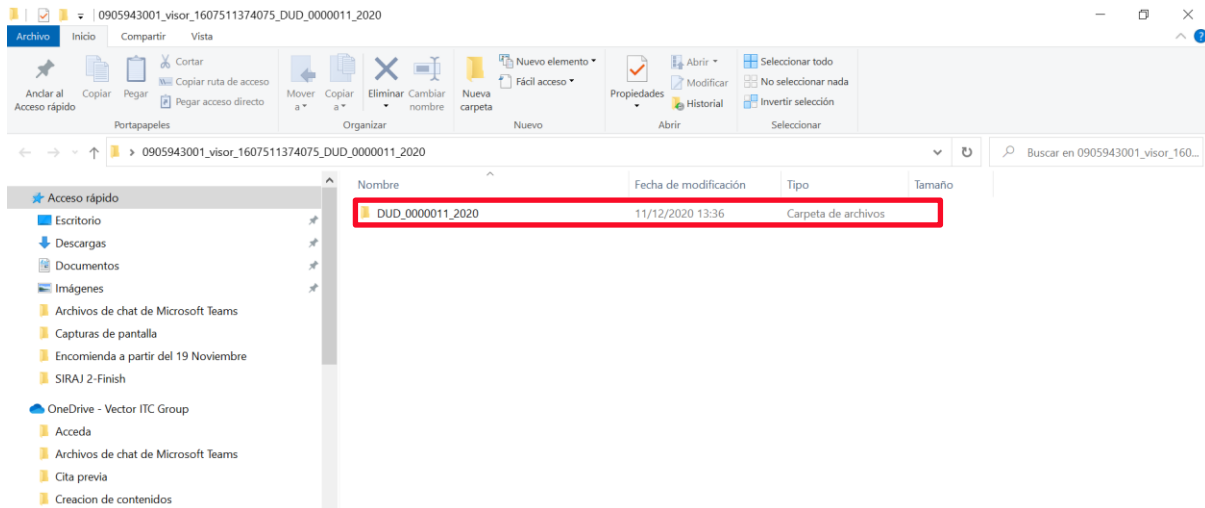 0905943001_visor_1607511374075_DUD_0000011_2020
Archivo Inicio Compartir Vista
Anclar al Acceso rápido
Copiar
Pegar
Cortar
Copiar ruta de acceso
Pegar acceso directo
Portapapeles
Mover a
Copiar a
Eliminar
Cambiar nombre
Organizar
Nueva carpeta
Nuevo elemento
Fácil acceso
Nuevo
Propiedades
Abrir
Modificar
Historial
Abrir
Seleccionar todo
No seleccionar nada
Invertir selección
Seleccionar
0905943001_visor_1607511374075_DUD_0000011_2020
Buscar en 0905943001_visor_160...
Nombre Fecha de modificación Tipo Tamaño
DUD_0000011_2020 11/12/2020 13:36 Carpeta de archivos
Acceso rápido
Escritorio
Descargas
Documentos
Imágenes
Archivos de chat de Microsoft Teams
Capturas de pantalla
Encomienda a partir del 19 Noviembre
SIRAJ 2-Finish
OneDrive - Vector ITC Group
Acceda
Archivos de chat de Microsoft Teams
Cita previa
Creacion de contenidos